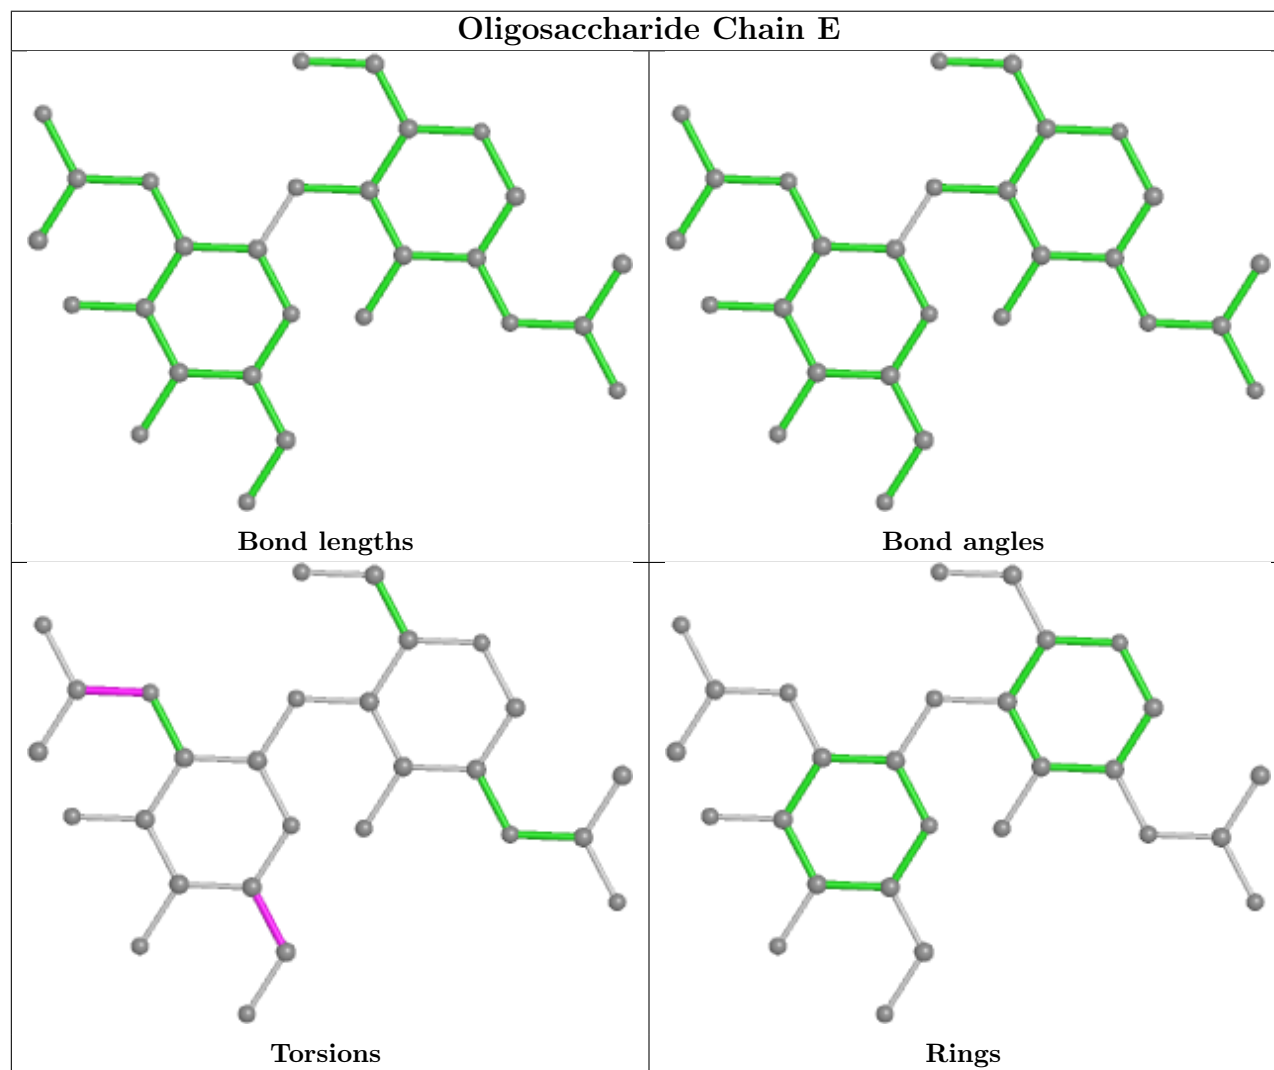 Oligosaccharide Chain E
Bond lengths
Bond angles
Torsions
Rings